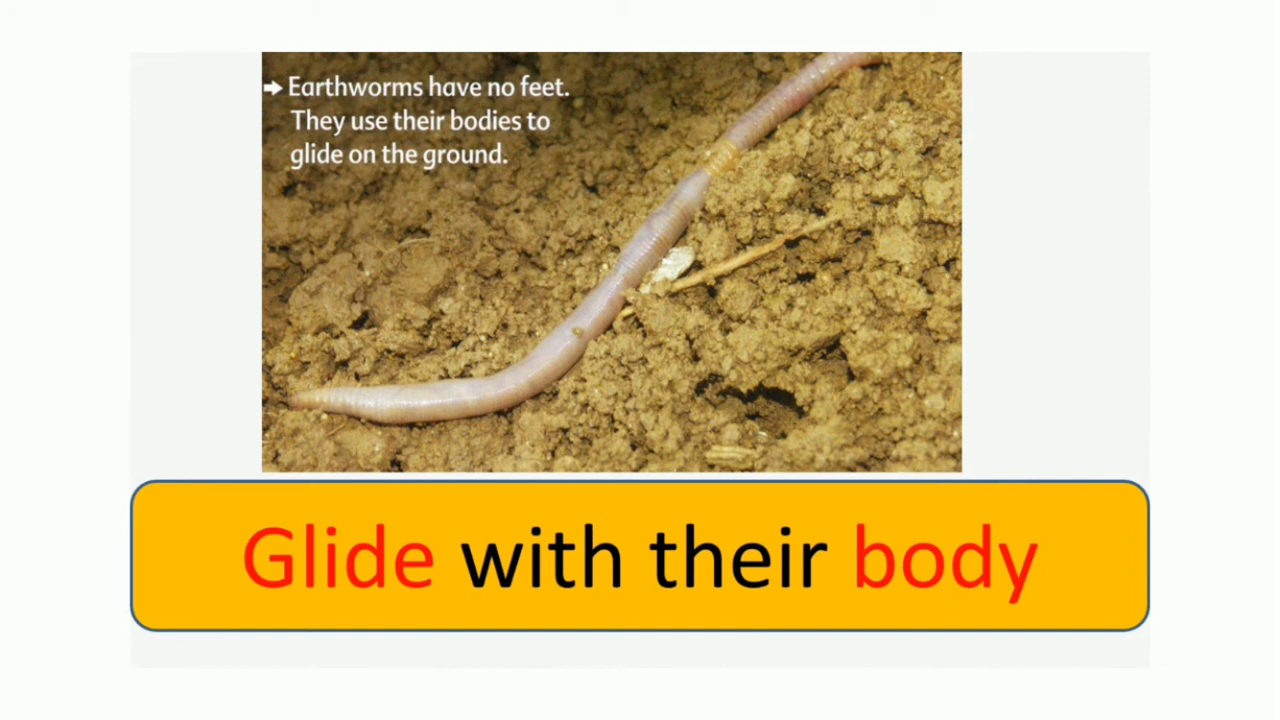 ➡ Earthworms have no feet.
They use their bodies to
glide on the ground.
Glide with their body